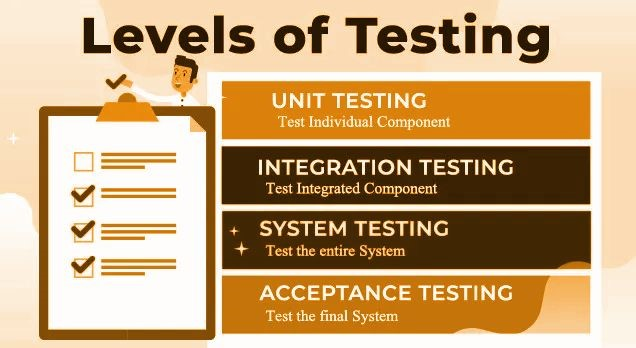 Levels of Testing
UNIT TESTING
Test Individual Component
INTEGRATION TESTING
Test Integrated Component
SYSTEM TESTING
Test the entire System
ACCEPTANCE TESTING
Test the final System